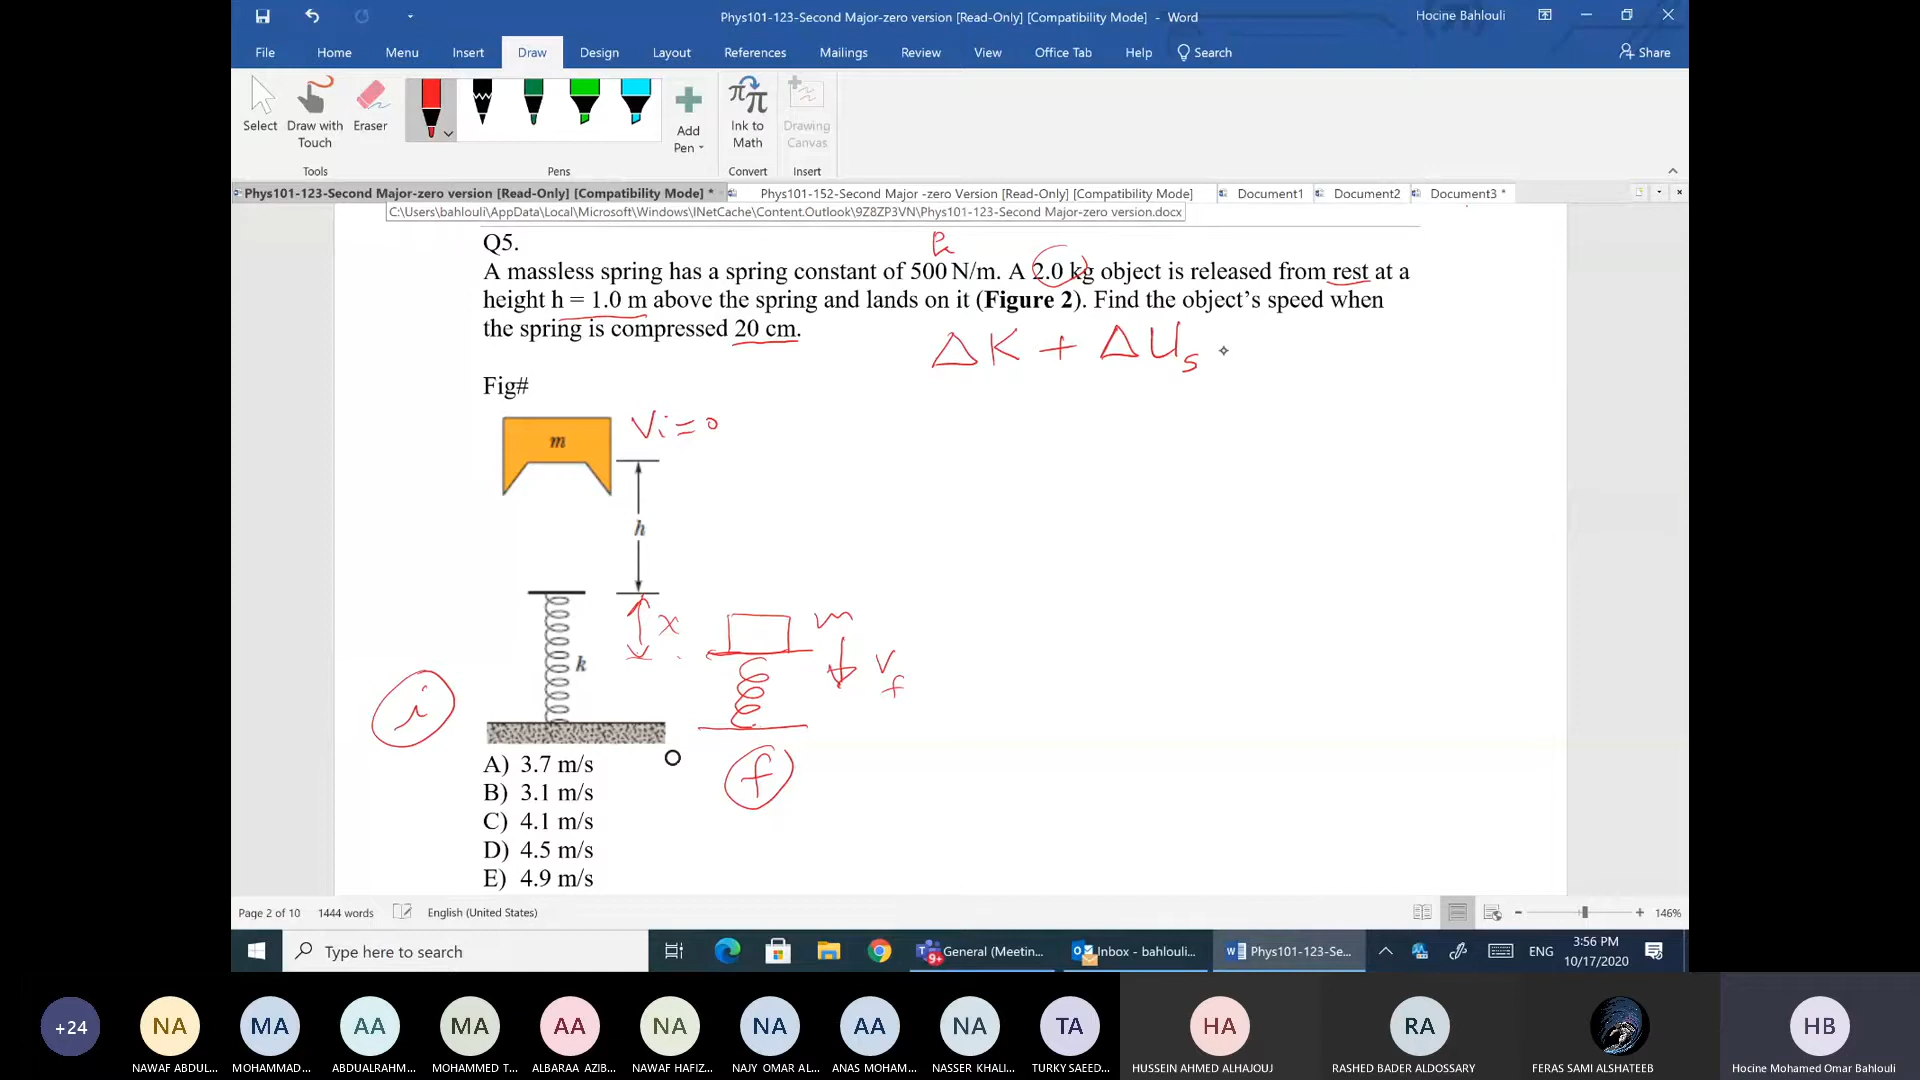 Phys101-123-Second Major-zero version [Read-Only] [Compatibility Mode] - Word
Hocine Bahlouli
File Home Menu Insert Draw Design Layout References Mailings Review View Office Tab Help Search
Share
Select
Draw with Touch
Eraser
Add Pen
Ink to Math
Drawing Canvas
Tools Pens Convert Insert
Phys101-123-Second Major-zero version [Read-Only] [Compatibility Mode] *
Phys101-152-Second Major -zero Version [Read-Only] [Compatibility Mode]
Document1
Document2
Document3 *
C:\Users\bahlouli\AppData\Local\Microsoft\Windows\INetCache\Content.Outlook\9Z8ZP3VN\Phys101-123-Second Major-zero version.docx
Q5.
k
A massless spring has a spring constant of 500 N/m. A 2.0 kg object is released from rest at a
height h = 1.0 m above the spring and lands on it (Figure 2). Find the object's speed when
the spring is compressed 20 cm.
ΔK + ΔUs
Fig#
m
Vi = 0
h
x
m
k
Vf
i
f
A) 3.7 m/s
B) 3.1 m/s
C) 4.1 m/s
D) 4.5 m/s
E) 4.9 m/s
Page 2 of 10 1444 words English (United States)
146%
Type here to search
9+
General (Meetin...
Inbox - bahlouli...
Phys101-123-Se...
ENG
3:56 PM
10/17/2020
+24
NA MA AA MA AA NA NA AA NA TA HA RA HB
NAWAF ABDUL... MOHAMMAD... ABDUALRAHM... MOHAMMED T... ALBARAA AZIB... NAWAF HAFIZ... NAJY OMAR AL... ANAS MOHAM... NASSER KHALI... TURKY SAEED... HUSSEIN AHMED ALHAJOUJ RASHED BADER ALDOSSARY FERAS SAMI ALSHATEEB Hocine Mohamed Omar Bahlouli